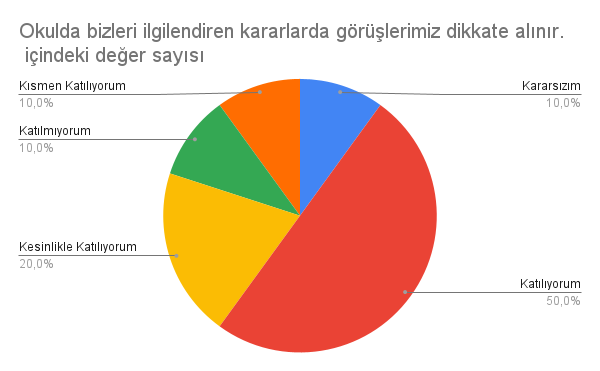 Okulda bizleri ilgilendiren kararlarda görüşlerimiz dikkate alınır.
içindeki değer sayısı
Kısmen Katılıyorum
10,0%
Kararsızım
10,0%
Katılmıyorum
10,0%
Kesinlikle Katılıyorum
20,0%
Katılıyorum
50,0%